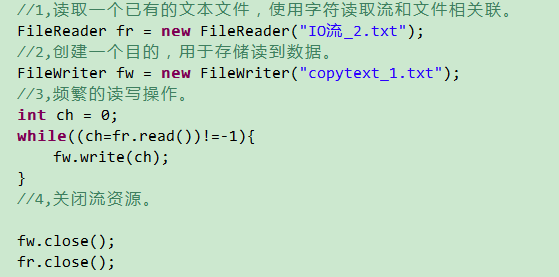 //1,读取一个已有的文本文件，使用字符读取流和文件相关联。
FileReader fr = new FileReader("IO流_2.txt");
//2,创建一个目的，用于存储读到数据。
FileWriter fw = new FileWriter("copytext_1.txt");
//3,频繁的读写操作。
int ch = 0;
while((ch=fr.read())!=-1){
fw.write(ch);
}
//4,关闭流资源。
fw.close();
fr.close();